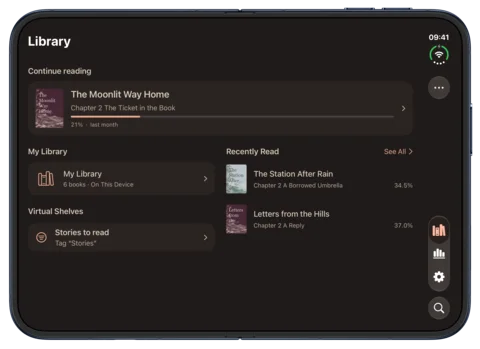 Library
09:41
Continue reading
The Moonlit Way Home
Chapter 2 The Ticket in the Book
21% · last month
My Library
My Library
6 books · On This Device
Virtual Shelves
Stories to read
Tag "Stories"
Recently Read
See All
The Station After Rain
Chapter 2 A Borrowed Umbrella
34.5%
Letters from the Hills
Chapter 2 A Reply
37.0%